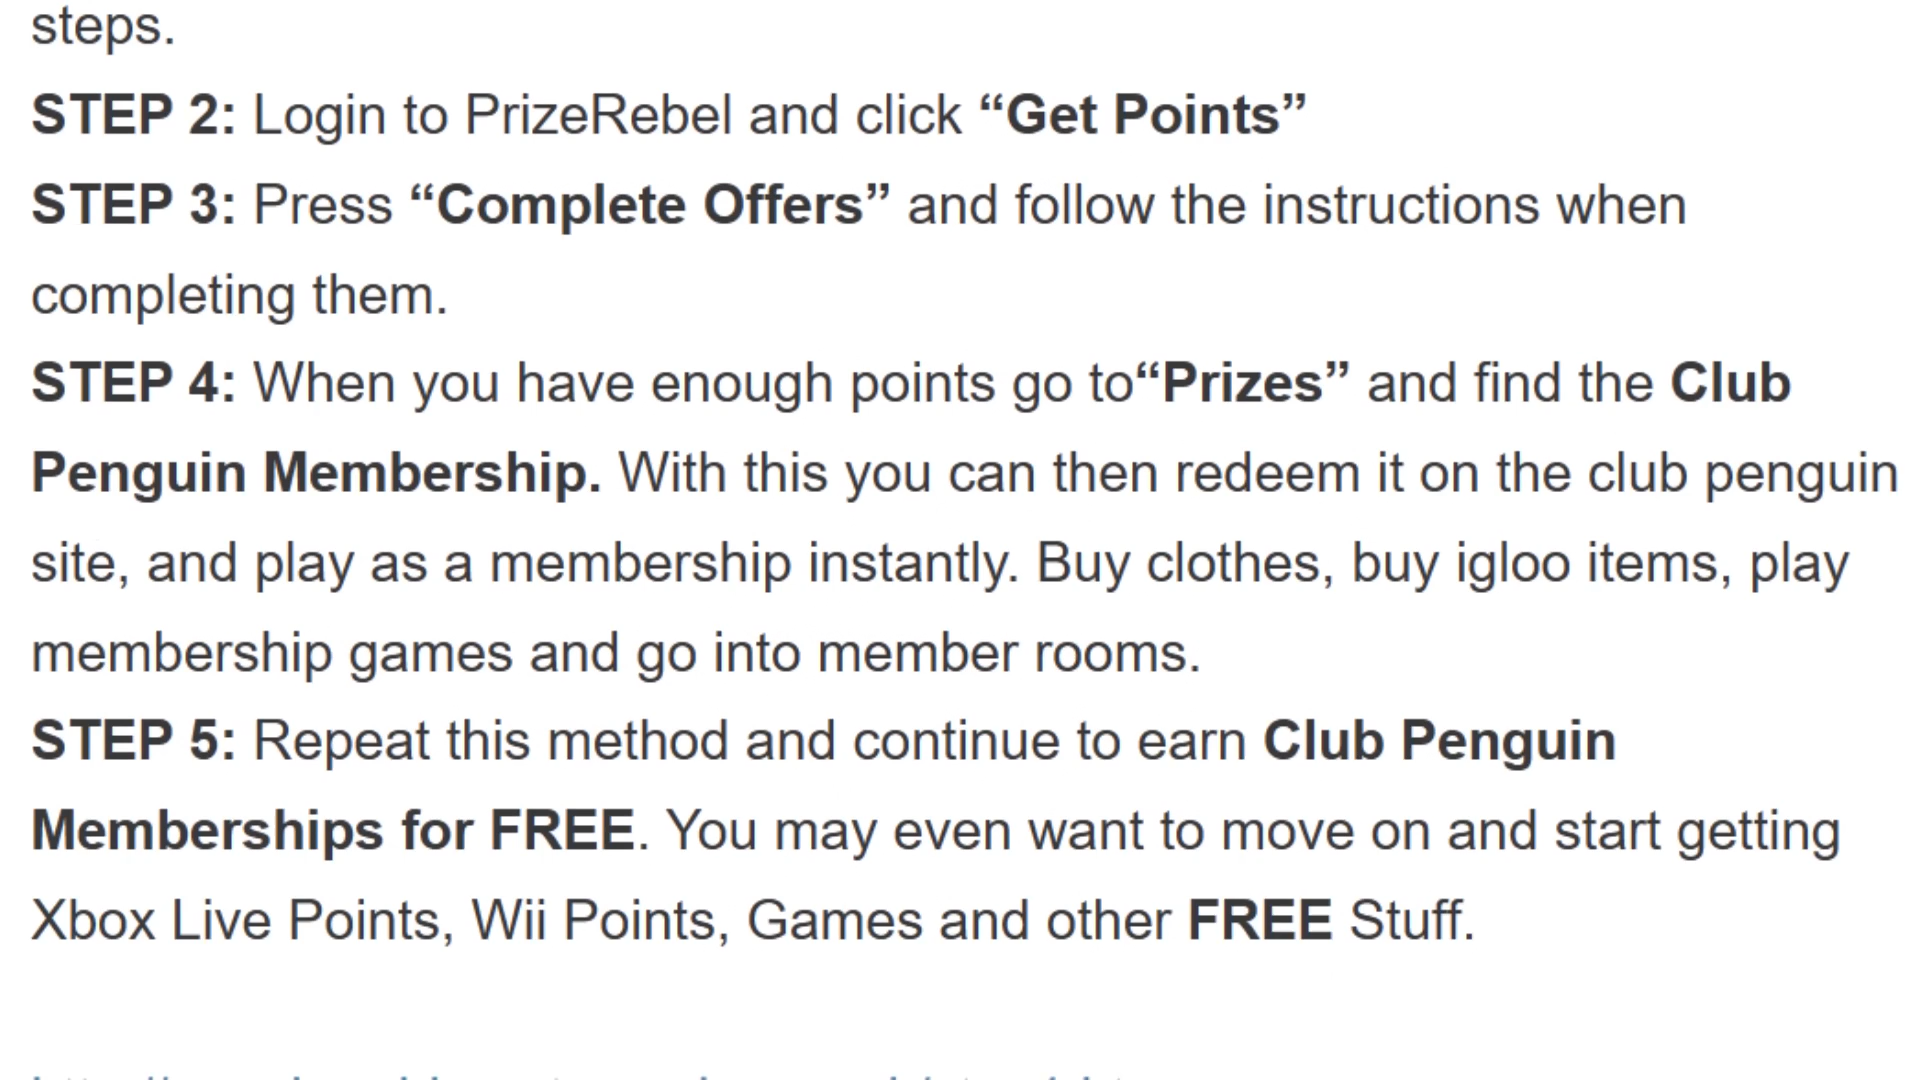 steps.
STEP 2: Login to PrizeRebel and click “Get Points”
STEP 3: Press “Complete Offers” and follow the instructions when
completing them.
STEP 4: When you have enough points go to“Prizes” and find the Club
Penguin Membership. With this you can then redeem it on the club penguin
site, and play as a membership instantly. Buy clothes, buy igloo items, play
membership games and go into member rooms.
STEP 5: Repeat this method and continue to earn Club Penguin
Memberships for FREE. You may even want to move on and start getting
Xbox Live Points, Wii Points, Games and other FREE Stuff.